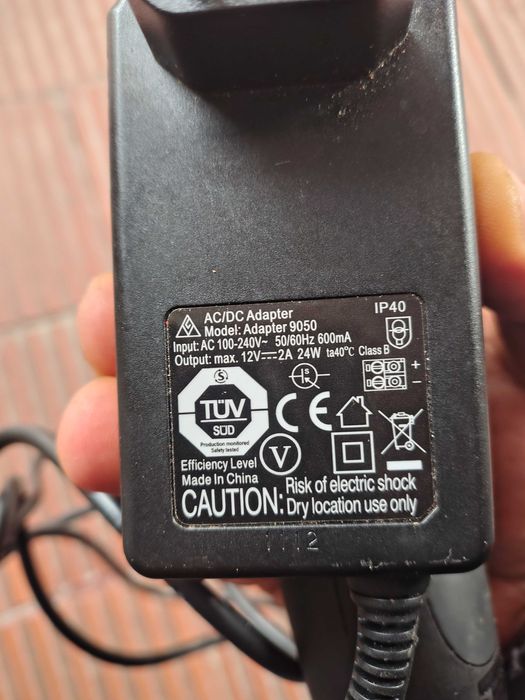 AC/DC Adapter
Model: Adapter 9050
IP40
Input: AC 100-240V~ 50/60Hz 600mA
Output: max. 12V⎓2A 24W ta40°C Class B
S
TÜV
SÜD
Production monitored
Safety tested
CE
+
-
Efficiency Level V
Made In China
CAUTION: Risk of electric shock
Dry location use only
1112